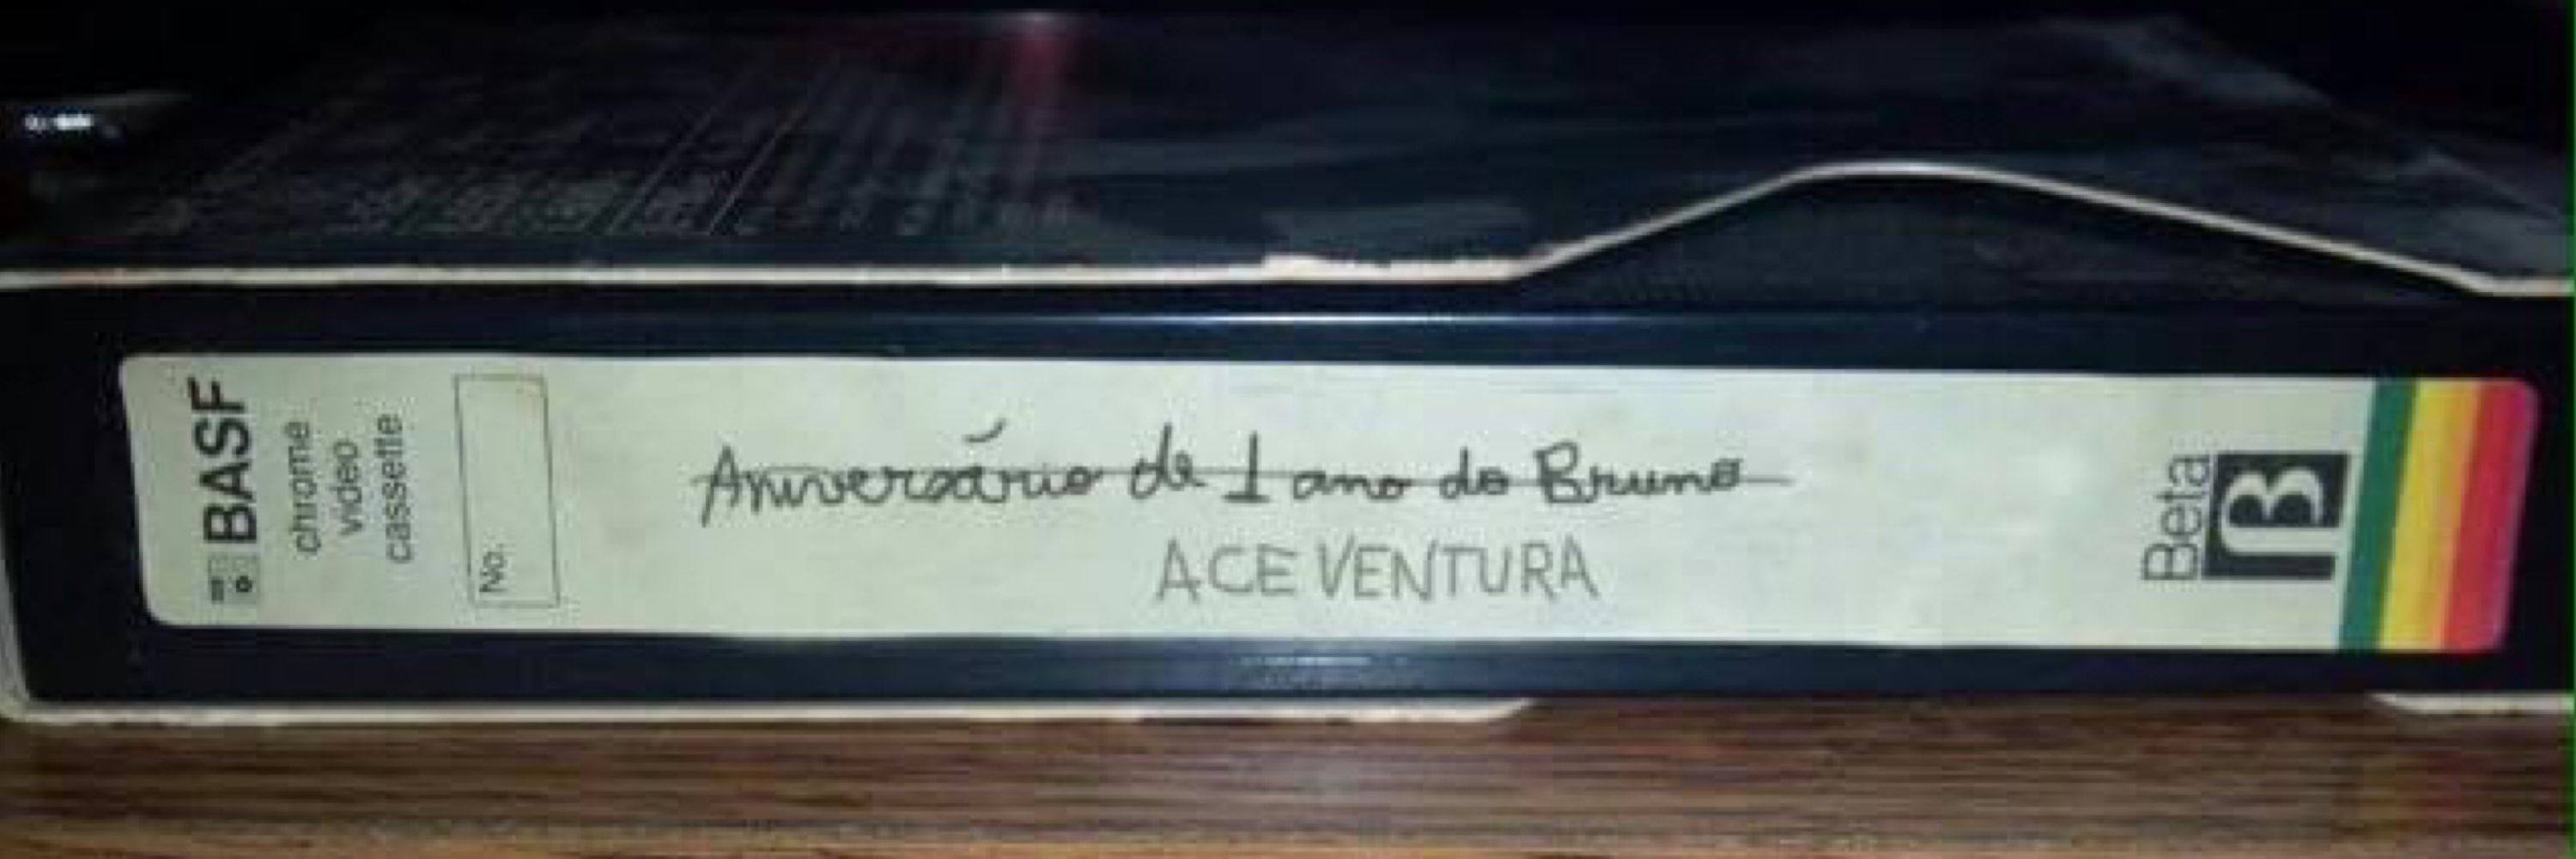 BASF
chrome
video
cassette
No.
Aniversário de 1 ano do Bruno
ACE VENTURA
Beta
β